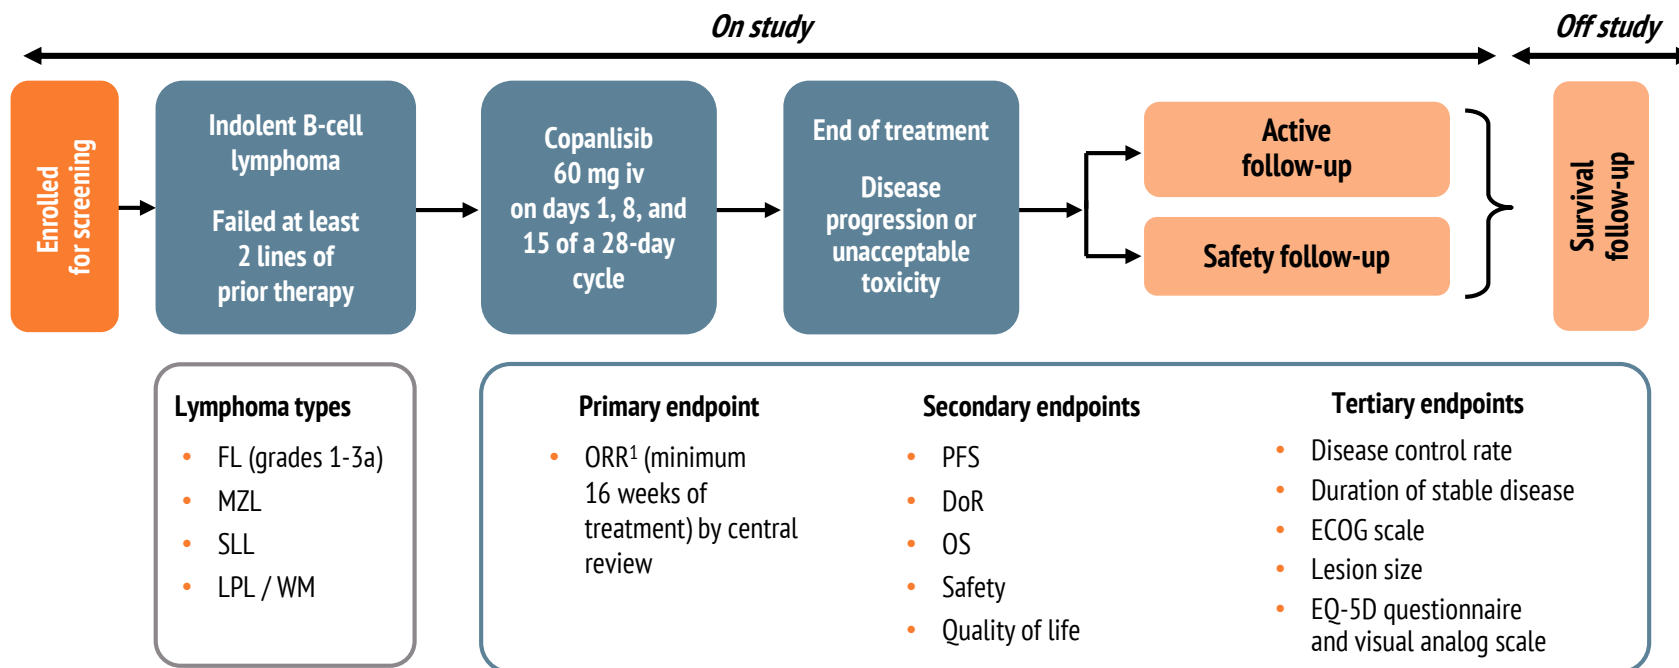 On study
Off study
Enrolled
for screening
Indolent B-cell
lymphoma
Failed at least
2 lines of
prior therapy
Copanlisib
60 mg iv
on days 1, 8, and
15 of a 28-day
cycle
End of treatment
Disease
progression or
unacceptable
toxicity
Active
follow-up
Safety follow-up
Survival
follow-up
Lymphoma types
• FL (grades 1-3a)
• MZL
• SLL
• LPL / WM
Primary endpoint
• ORR¹ (minimum
16 weeks of
treatment) by central
review
Secondary endpoints
• PFS
• DoR
• OS
• Safety
• Quality of life
Tertiary endpoints
• Disease control rate
• Duration of stable disease
• ECOG scale
• Lesion size
• EQ-5D questionnaire
and visual analog scale